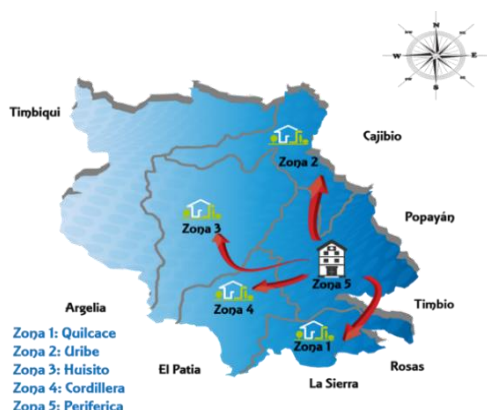 N
W
E
S
Timbiqui
Cajibio
Zona 2
Zona 3
Popayán
Zona 5
Zona 4
Timbio
Argelia
Zona 1
Zona 1: Quilcace
Zona 2: Uribe
Zona 3: Huisito
Zona 4: Cordillera
Zona 5: Periferica
El Patia
Rosas
La Sierra